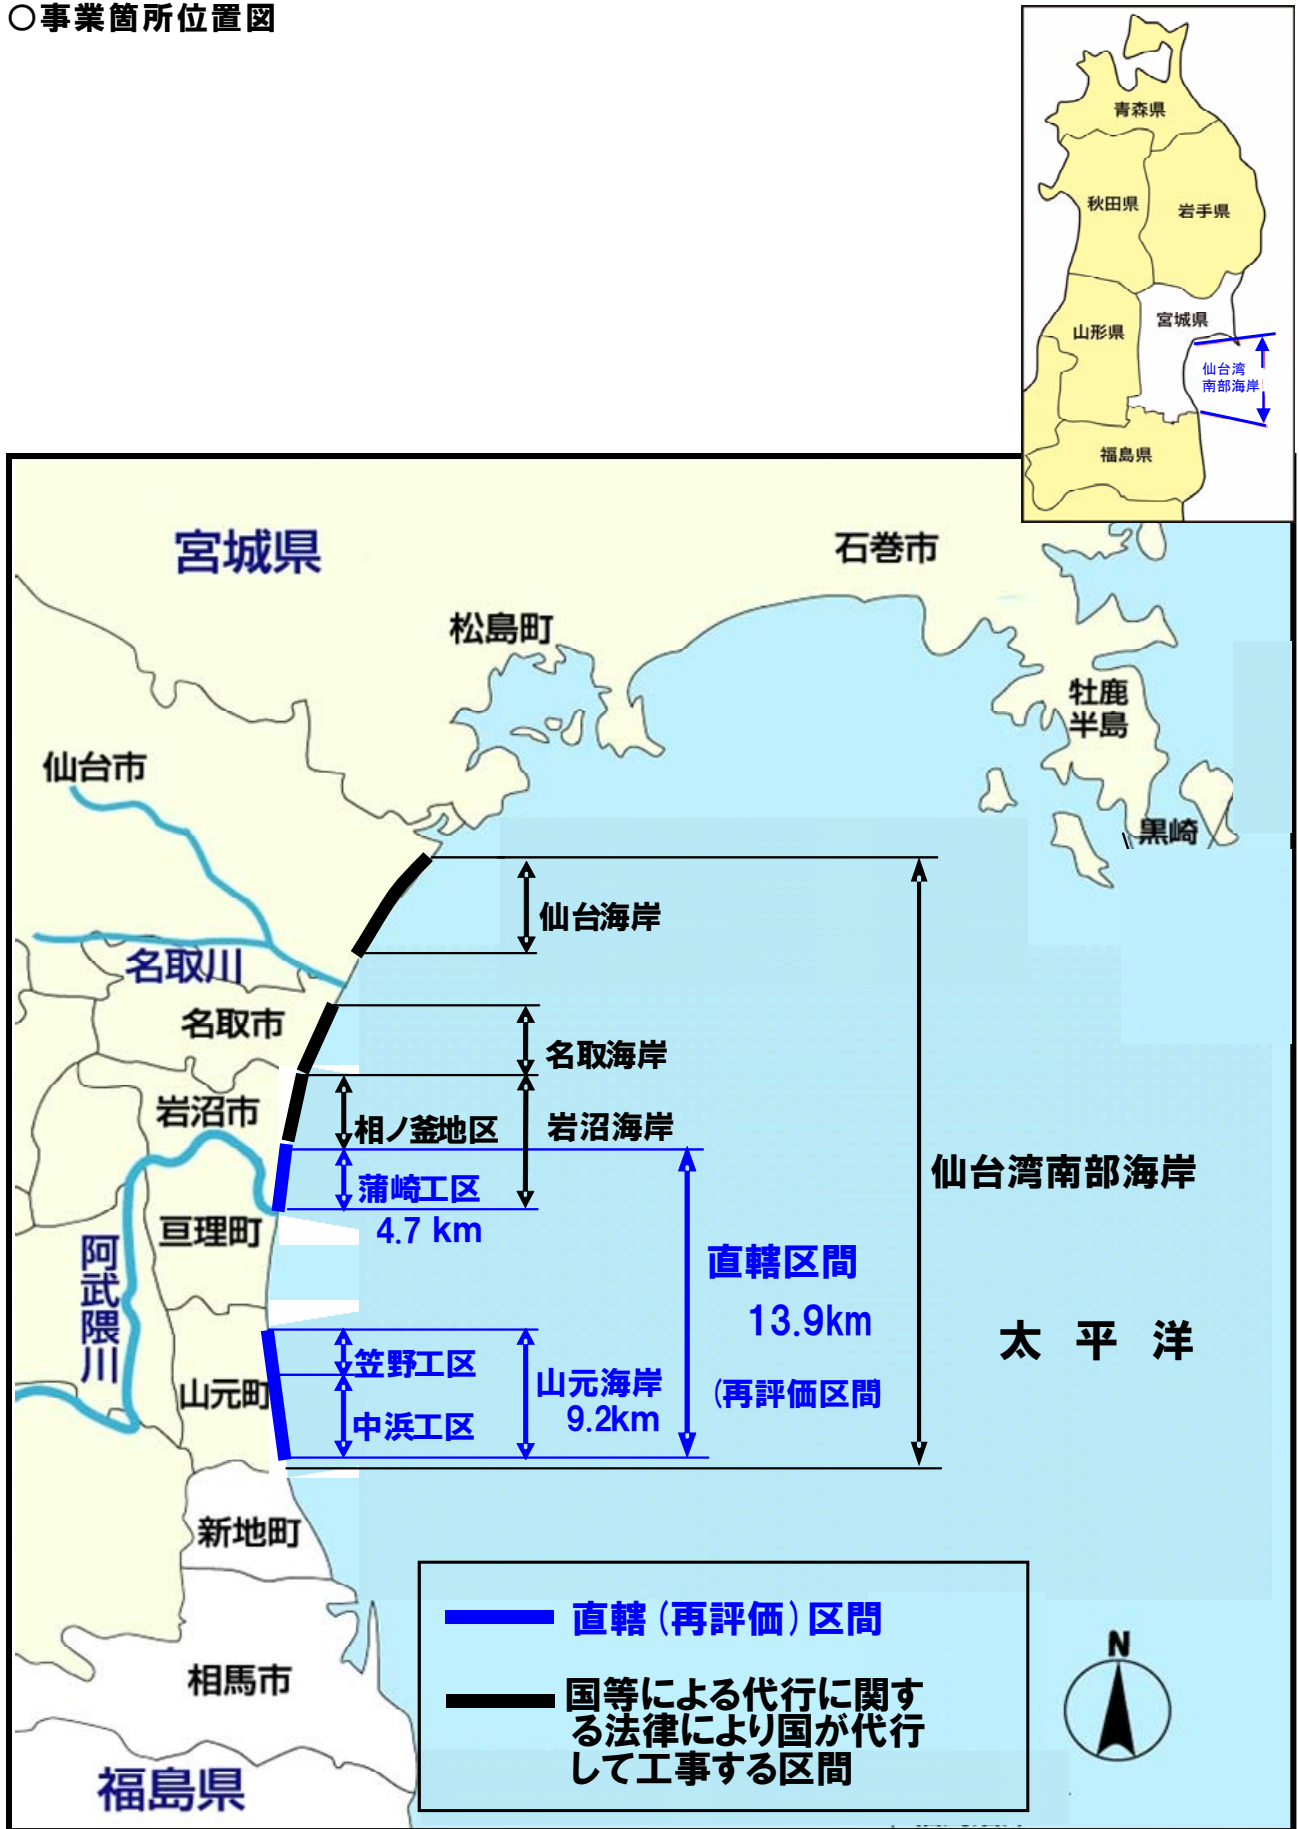 ○事業箇所位置図
青森県
秋田県
岩手県
山形県
宮城県
仙台湾
南部海岸
福島県
宮城県
石巻市
松島町
牡鹿
半島
仙台市
黒崎
仙台海岸
名取川
名取市
名取海岸
岩沼市
相ノ釜地区
岩沼海岸
仙台湾南部海岸
蒲崎工区
4.7 km
亘理町
阿武隈川
直轄区間
13.9km
(再評価区間
太 平 洋
笠野工区
山元海岸
9.2km
山元町
中浜工区
新地町
直轄(再評価)区間
国等による代行に関す
る法律により国が代行
して工事する区間
N
相馬市
福島県